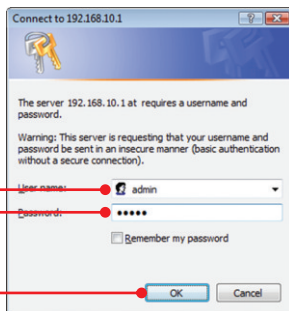 Connect to 192.168.10.1
The server 192.168.10.1 at requires a username and
password.
Warning: This server is requesting that your username and
password be sent in an insecure manner (basic authentication
without a secure connection).
User name:
admin
Password:
•••••
Remember my password
OK
Cancel